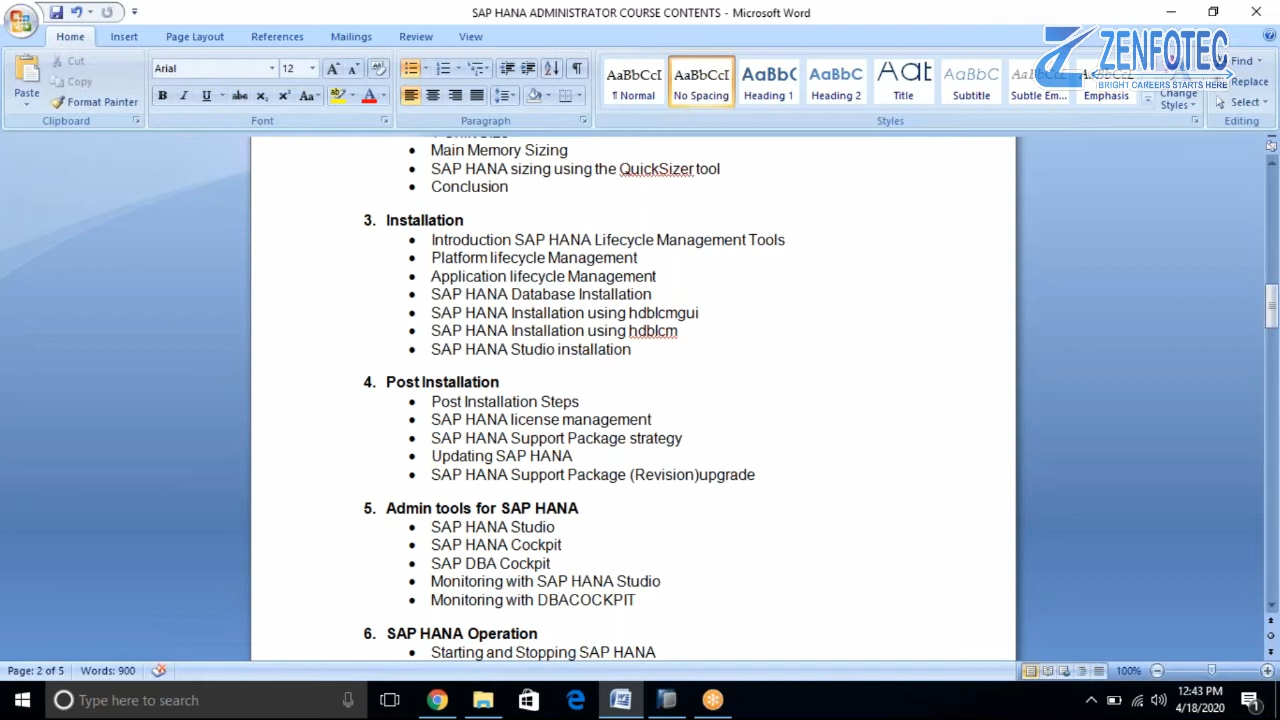 SAP HANA ADMINISTRATOR COURSE CONTENTS - Microsoft Word
Home Insert Page Layout References Mailings Review View
ZENFOTEC
BRIGHT CAREERS STARTS HERE
Paste
Cut
Copy
Format Painter
Clipboard
Arial 12
Font
Paragraph
AaBbCcI AaBbCcI AaBbC AaBbC AaB AaBbC
¶ Normal No Spacing Heading 1 Heading 2 Title Subtitle Subtle Em... Emphasis
Change Styles
Styles
Find
Replace
Select
Editing
• Main Memory Sizing
• SAP HANA sizing using the QuickSizer tool
• Conclusion
3. Installation
• Introduction SAP HANA Lifecycle Management Tools
• Platform lifecycle Management
• Application lifecycle Management
• SAP HANA Database Installation
• SAP HANA Installation using hdblcmgui
• SAP HANA Installation using hdblcm
• SAP HANA Studio installation
4. Post Installation
• Post Installation Steps
• SAP HANA license management
• SAP HANA Support Package strategy
• Updating SAP HANA
• SAP HANA Support Package (Revision)upgrade
5. Admin tools for SAP HANA
• SAP HANA Studio
• SAP HANA Cockpit
• SAP DBA Cockpit
• Monitoring with SAP HANA Studio
• Monitoring with DBACOCKPIT
6. SAP HANA Operation
• Starting and Stopping SAP HANA
Page: 2 of 5 Words: 900 100%
Type here to search
12:43 PM
4/18/2020